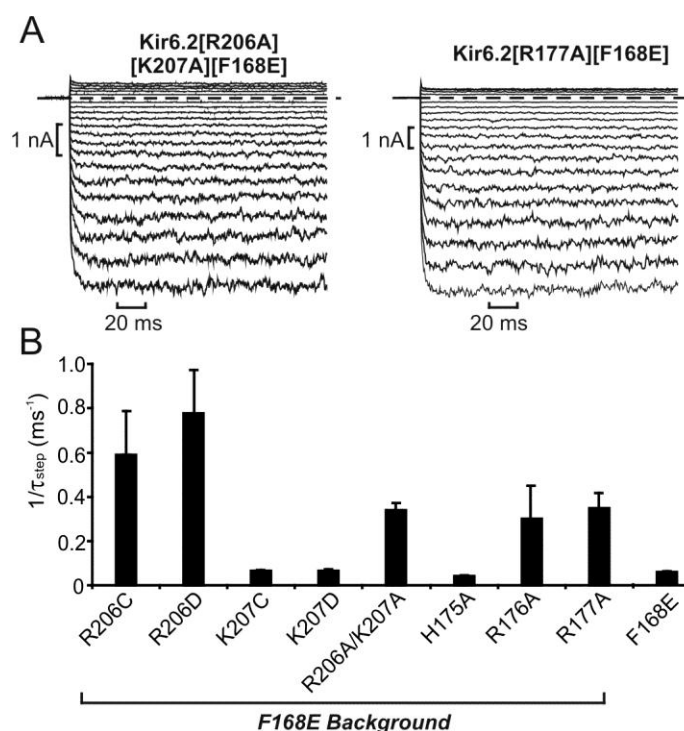 A
Kir6.2[R206A]
[K207A][F168E]
Kir6.2[R177A][F168E]
1 nA
1 nA
20 ms
20 ms
B
1/τstep (ms-1)
1.0
0.8
0.6
0.4
0.2
0
R206C
R206D
K207C
K207D
R206A/K207A
H175A
R176A
R177A
F168E
F168E Background